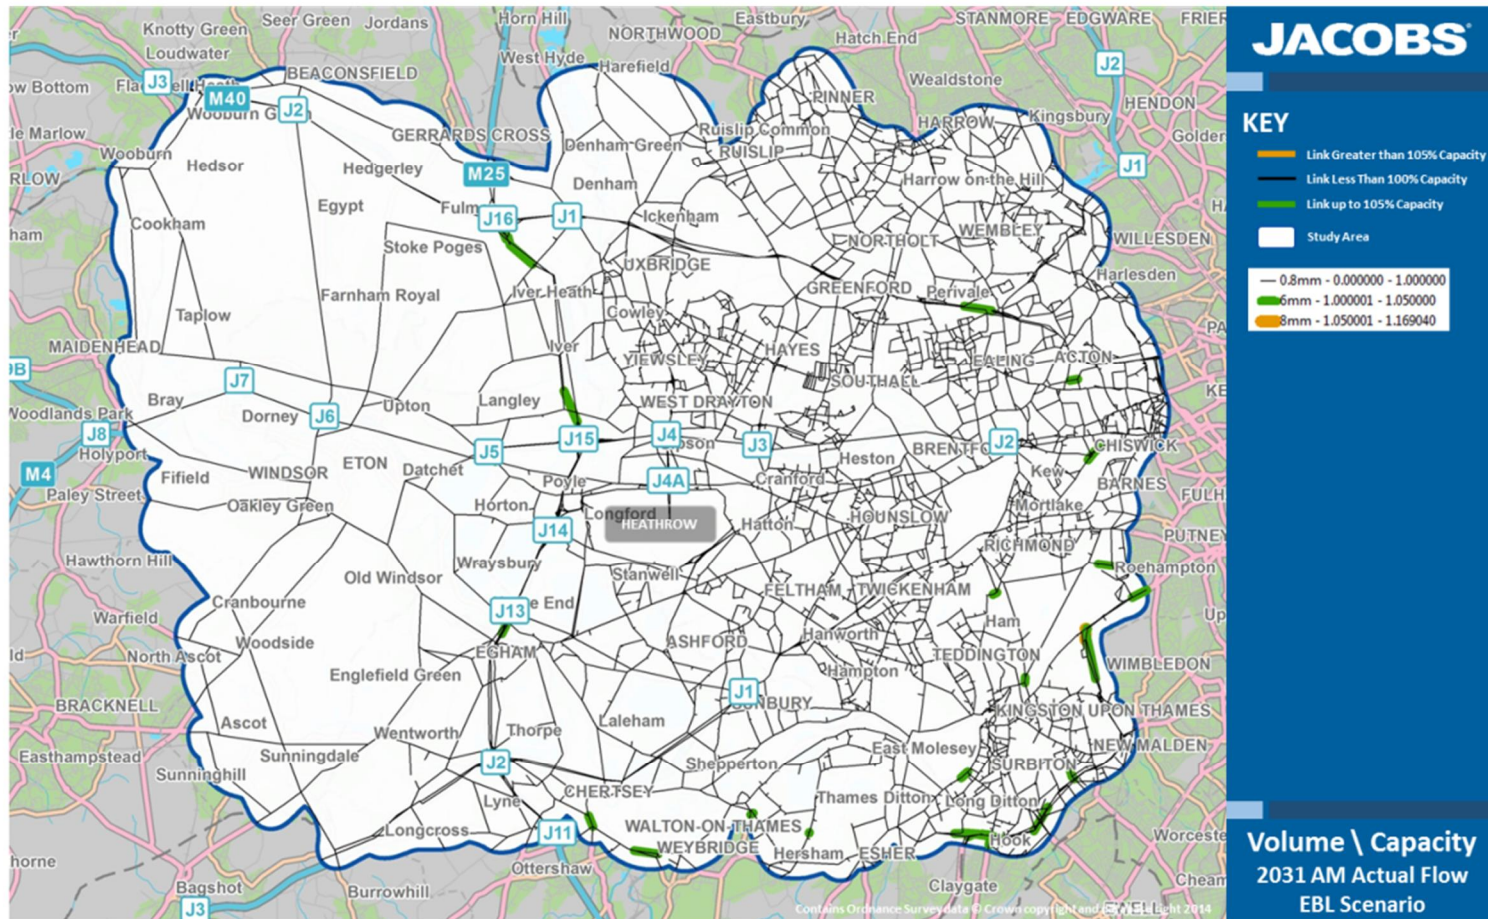 Knotty Green
Seer Green
Jordans
Horn Hill
Eastbury
STANMORE
EDGWARE
Loudwater
West Hyde
NORTHWOOD
Hatch End
J3
BEACONSFIELD
Harefield
Wealdstone
J2
M40
J2
PINNER
HENDON
GERRARDS CROSS
Ruislip Common
HARROW
Kingsbury
Wooburn
Denham Green
RUISLIP
Hedsor
Hedgerley
M25
Denham
Harrow on the Hill
J1
Egypt
J16
J1
Ickenham
Cookham
Stoke Poges
NORTHOLT
WEMBLEY
WILLESDEN
UXBRIDGE
Harlesden
Farnham Royal
Iver Heath
GREENFORD
Perivale
Taplow
Cowley
MAIDENHEAD
Iver
YIEWSLEY
HAYES
EALING
ACTON
J7
SOUTHALL
Bray
Dorney
J6
Upton
Langley
WEST DRAYTON
Woodlands Park
J8
J15
J4
J3
J2
CHISWICK
Holyport
J5
Heston
M4
Fifield
WINDSOR
ETON
Datchet
Poyle
J4A
Cranford
Kew
BARNES
Paley Street
Oakley Green
Horton
Longford
HEATHROW
Hatton
HOUNSLOW
Mortlake
J14
RICHMOND
PUTNEY
Hawthorn Hill
Wraysbury
Old Windsor
Stanwell
FELTHAM
TWICKENHAM
Roehampton
Cranbourne
J13
Warfield
Woodside
Ham
North Ascot
EGHAM
ASHFORD
Hanworth
TEDDINGTON
WIMBLEDON
Englefield Green
Hampton
BRACKNELL
J1
KINGSTON UPON THAMES
Ascot
Wentworth
Thorpe
Laleham
Easthampstead
Sunningdale
East Molesey
NEW MALDEN
Sunninghill
J2
Shepperton
SURBITON
CHERTSEY
Lyne
Thames Ditton
Long Ditton
Longcross
J11
WALTON-ON-THAMES
WEYBRIDGE
Hersham
ESHER
Hook
Ottershaw
Bagshot
Burrowhill
Claygate
J3
JACOBS
KEY
Link Greater than 105% Capacity
Link Less Than 100% Capacity
Link up to 105% Capacity
Study Area
0.8mm - 0.000000 - 1.000000
6mm - 1.000001 - 1.050000
8mm - 1.050001 - 1.169040
Volume \ Capacity
2031 AM Actual Flow
EBL Scenario